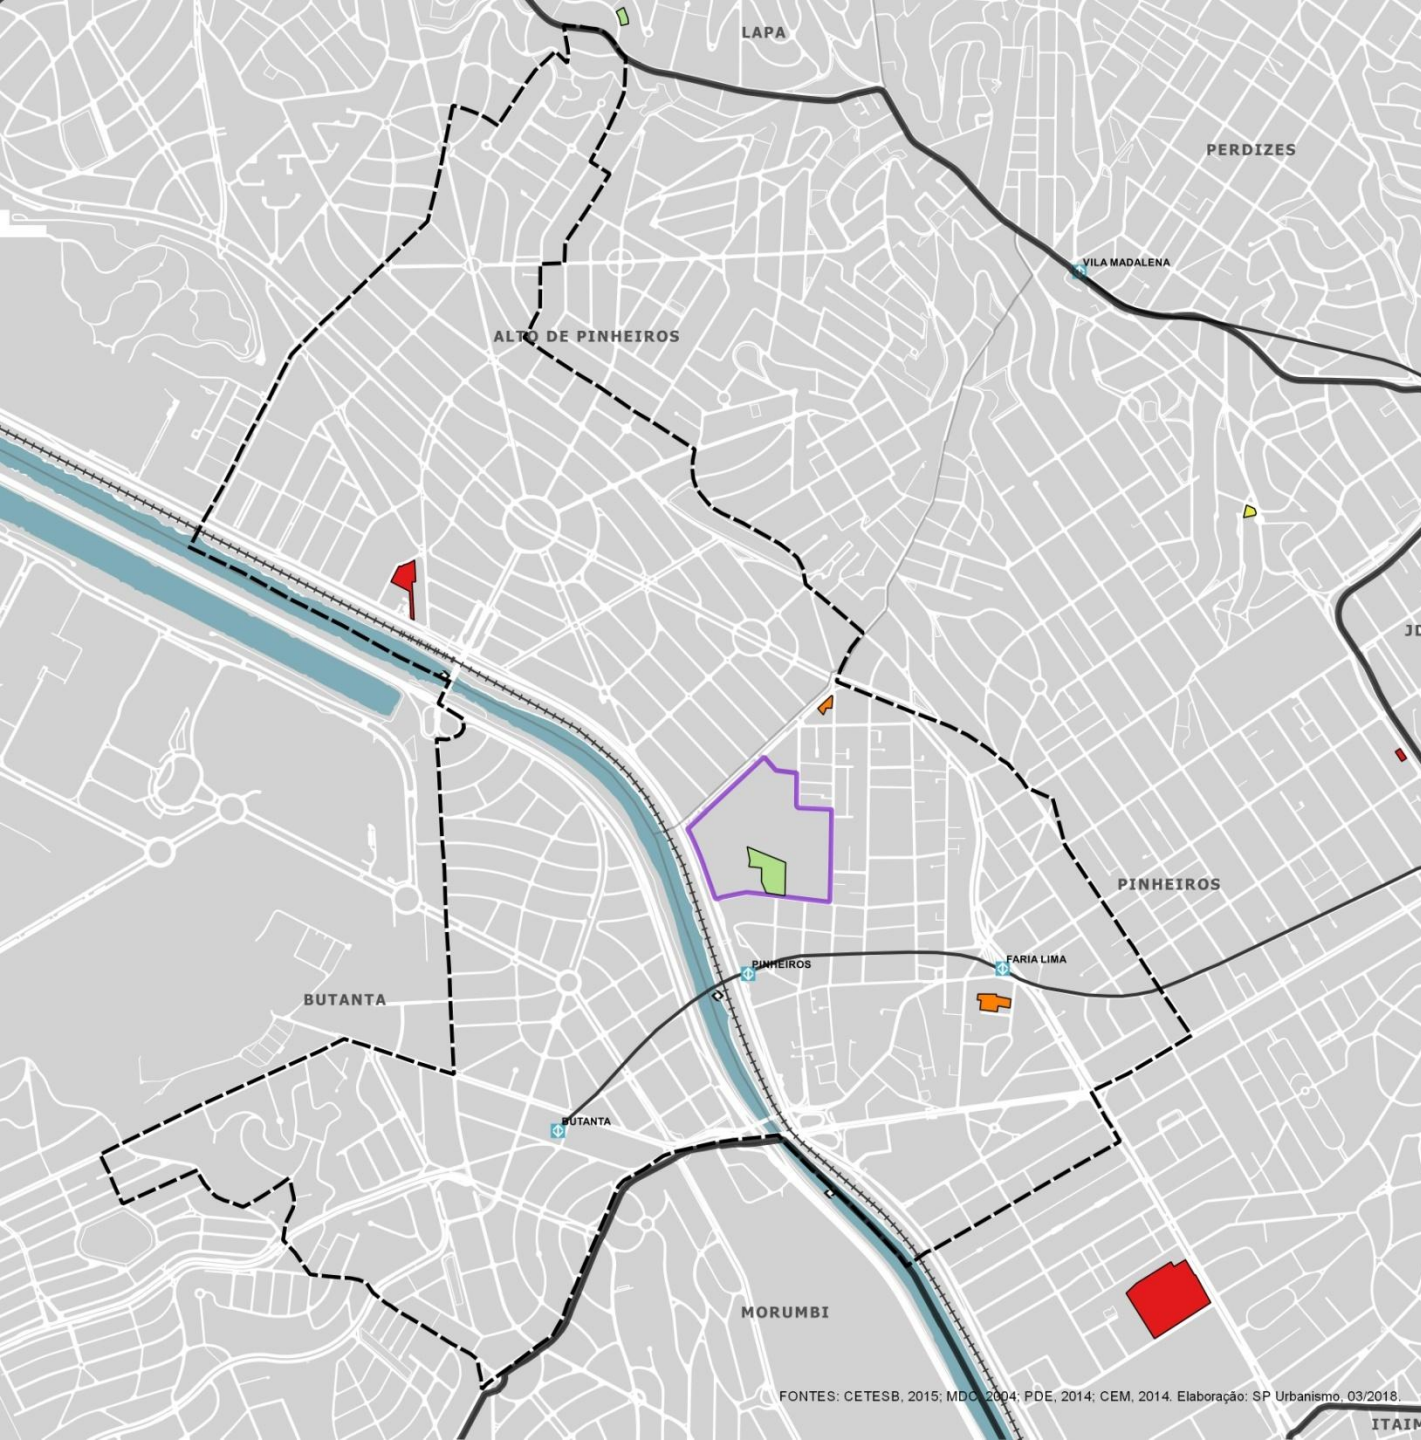 LAPA
PERDIZES
VILA MADALENA
ALTO DE PINHEIROS
JD
PINHEIROS
FARIA LIMA
PINHEIROS
BUTANTA
BUTANTA
MORUMBI
FONTES: CETESB, 2015; MDC, 2004; PDE, 2014; CEM, 2014. Elaboração: SP Urbanismo, 03/2018.
ITAIM